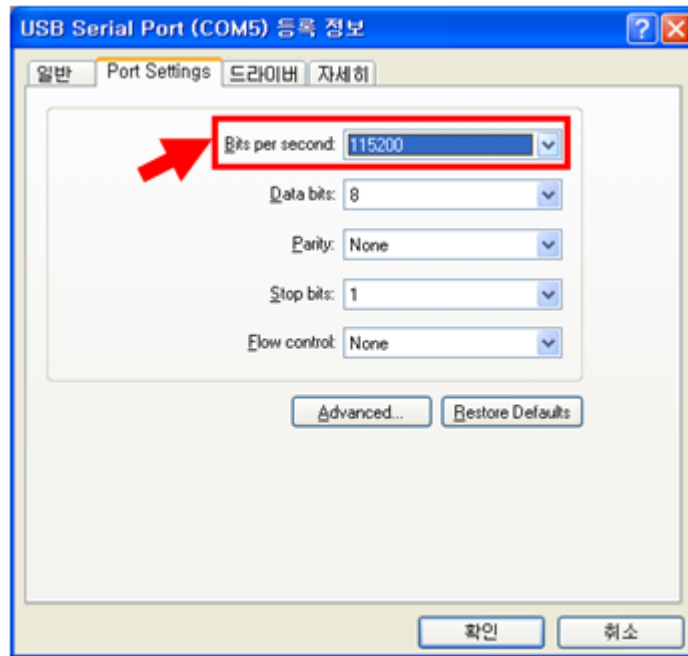 USB Serial Port (COM5) 등록 정보
일반 Port Settings 드라이버 자세히
Bits per second: 115200
Data bits: 8
Parity: None
Stop bits: 1
Flow control: None
Advanced... Restore Defaults
확인 취소